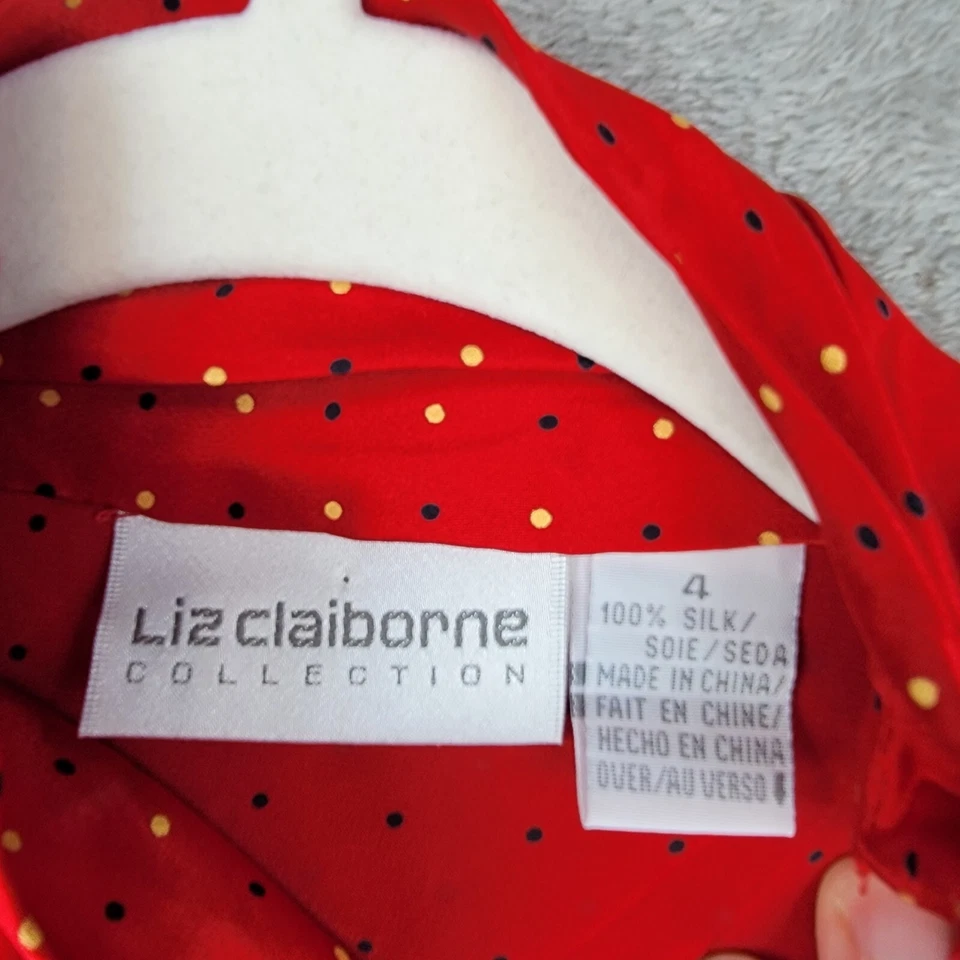 Liz claiborne
COLLECTION
4
100% SILK/
SOIE/SEDA
MADE IN CHINA/
FAIT EN CHINE/
HECHO EN CHINA
OVER/AU VERSO